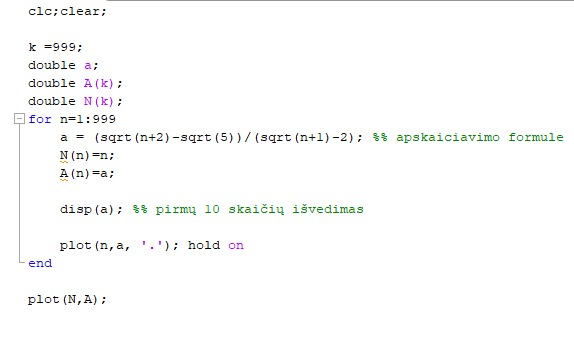 clc;clear;
k =999;
double a;
double A(k);
double N(k);
for n=1:999
a = (sqrt(n+2)-sqrt(5))/(sqrt(n+1)-2); %% apskaiciavimo formule
N(n)=n;
A(n)=a;
disp(a); %% pirmų 10 skaičių išvedimas
plot(n,a, '.'); hold on
end
plot(N,A);